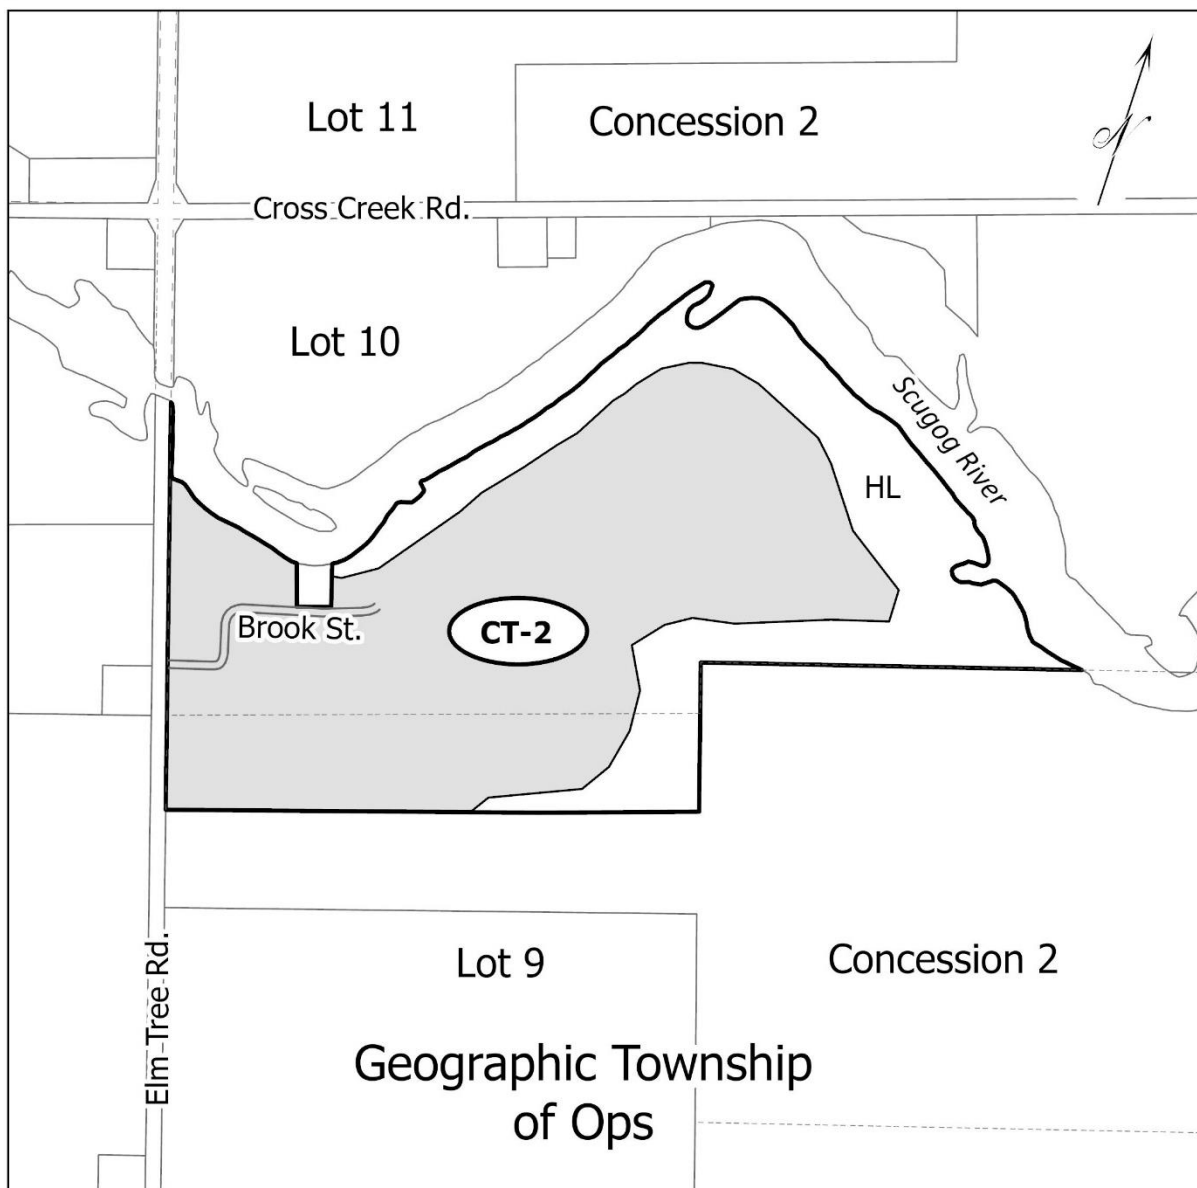 Lot 11
Concession 2
Cross Creek Rd.
Lot 10
Scugog River
HL
Brook St.
CT-2
Elm Tree Rd.
Lot 9
Concession 2
Geographic Township
of Ops